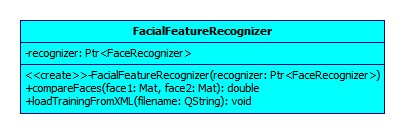 FacialFeatureRecognizer
-recognizer: Ptr<FaceRecognizer>
<<create>>-FacialFeatureRecognizer(recognizer: Ptr<FaceRecognizer>)
+compareFaces(face1: Mat, face2: Mat): double
+loadTrainingFromXML(filename: QString): void